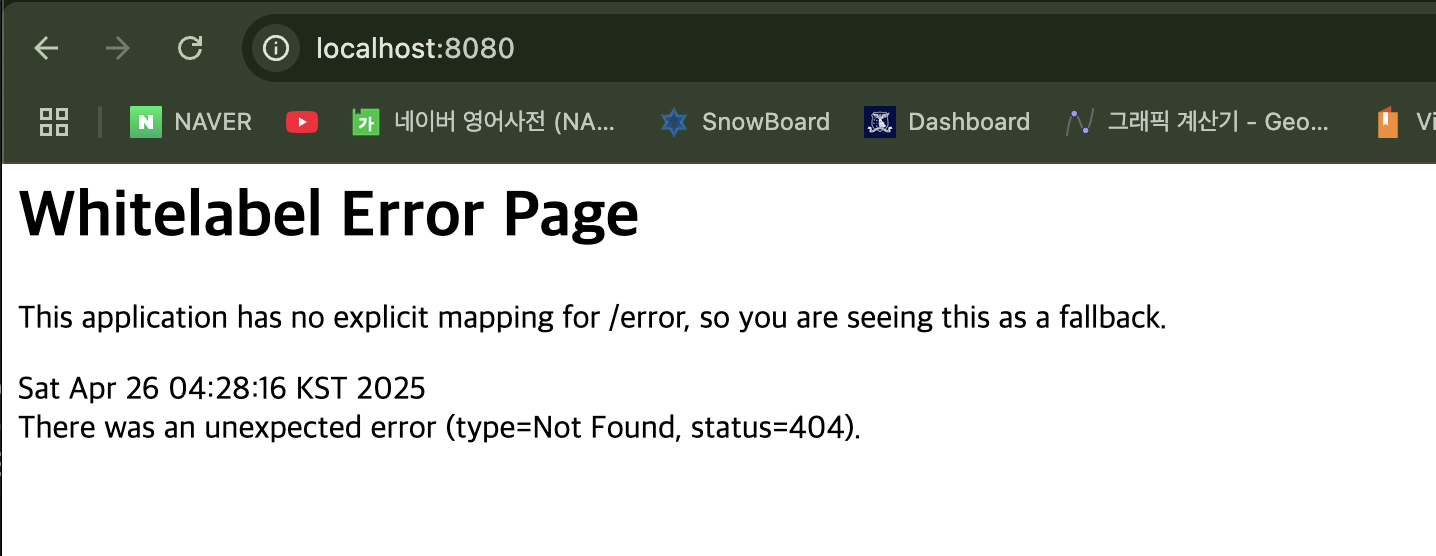 localhost:8080
NAVER 네이버 영어사전 (NA... SnowBoard Dashboard 그래픽 계산기 - Geo... Vi
Whitelabel Error Page
This application has no explicit mapping for /error, so you are seeing this as a fallback.
Sat Apr 26 04:28:16 KST 2025
There was an unexpected error (type=Not Found, status=404).